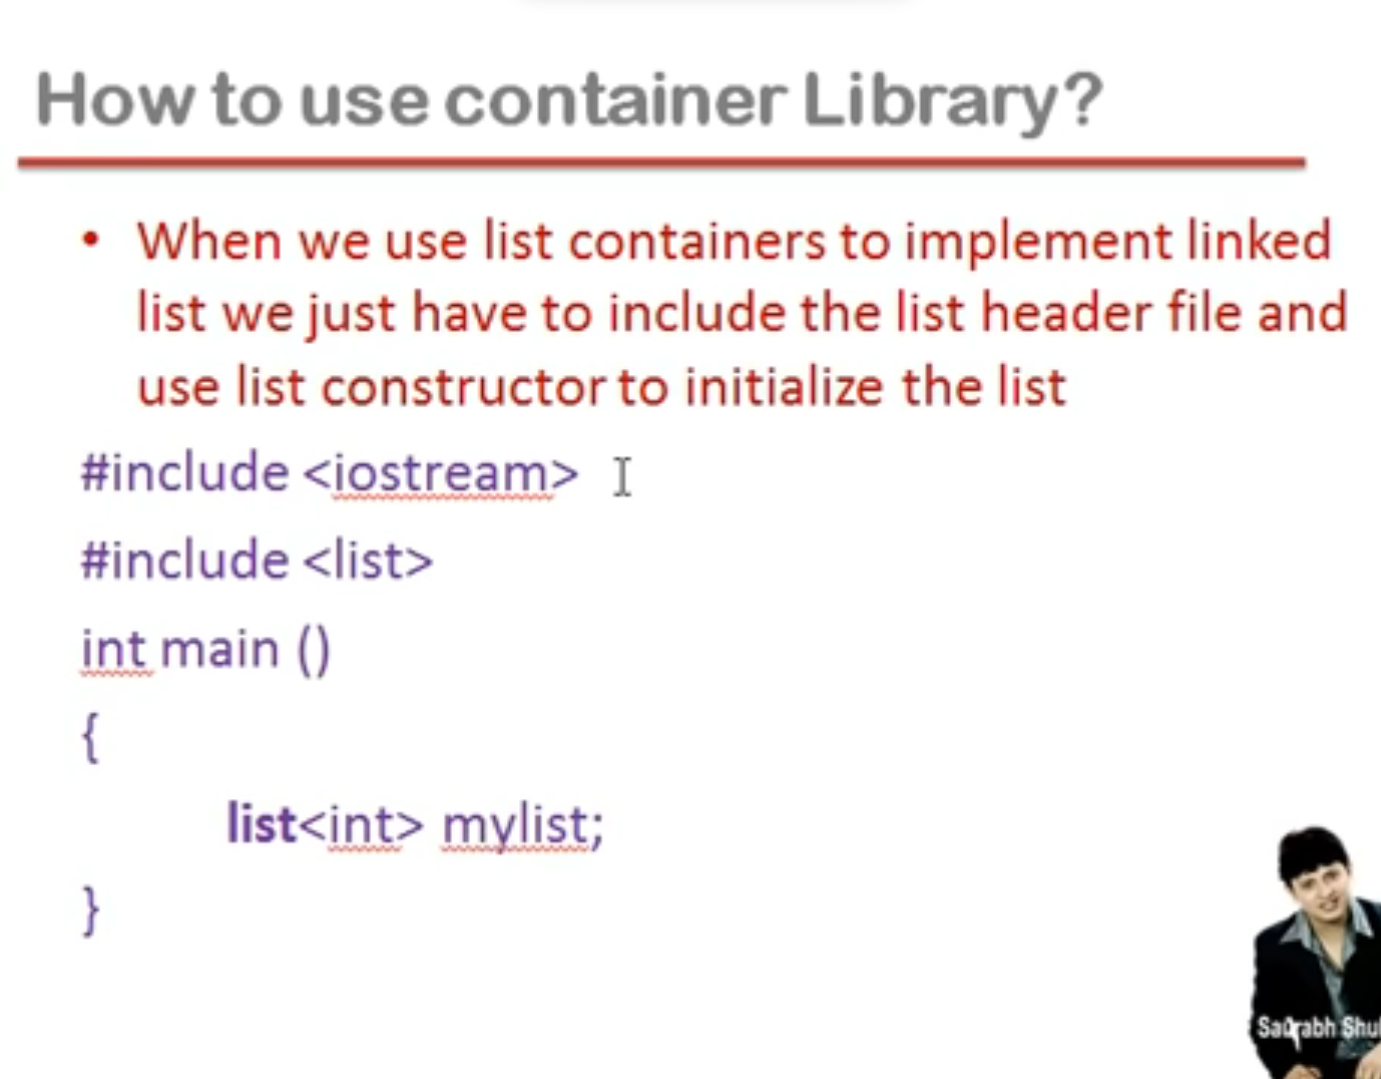 How to use container Library?
• When we use list containers to implement linked
list we just have to include the list header file and
use list constructor to initialize the list
#include <iostream>
#include <list>
int main ()
{
list<int> mylist;
}
Saurabh